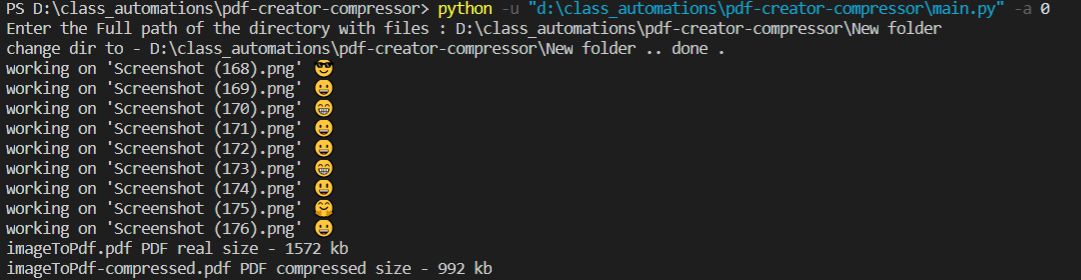 PS D:\class_automations\pdf-creator-compressor> python -u "d:\class_automations\pdf-creator-compressor\main.py" -a 0
Enter the Full path of the directory with files : D:\class_automations\pdf-creator-compressor\New folder
change dir to - D:\class_automations\pdf-creator-compressor\New folder .. done .
working on 'Screenshot (168).png' 😎
working on 'Screenshot (169).png' 😀
working on 'Screenshot (170).png' 😁
working on 'Screenshot (171).png' 😀
working on 'Screenshot (172).png' 😀
working on 'Screenshot (173).png' 😁
working on 'Screenshot (174).png' 😃
working on 'Screenshot (175).png' 🤗
working on 'Screenshot (176).png' 😀
imageToPdf.pdf PDF real size - 1572 kb
imageToPdf-compressed.pdf PDF compressed size - 992 kb